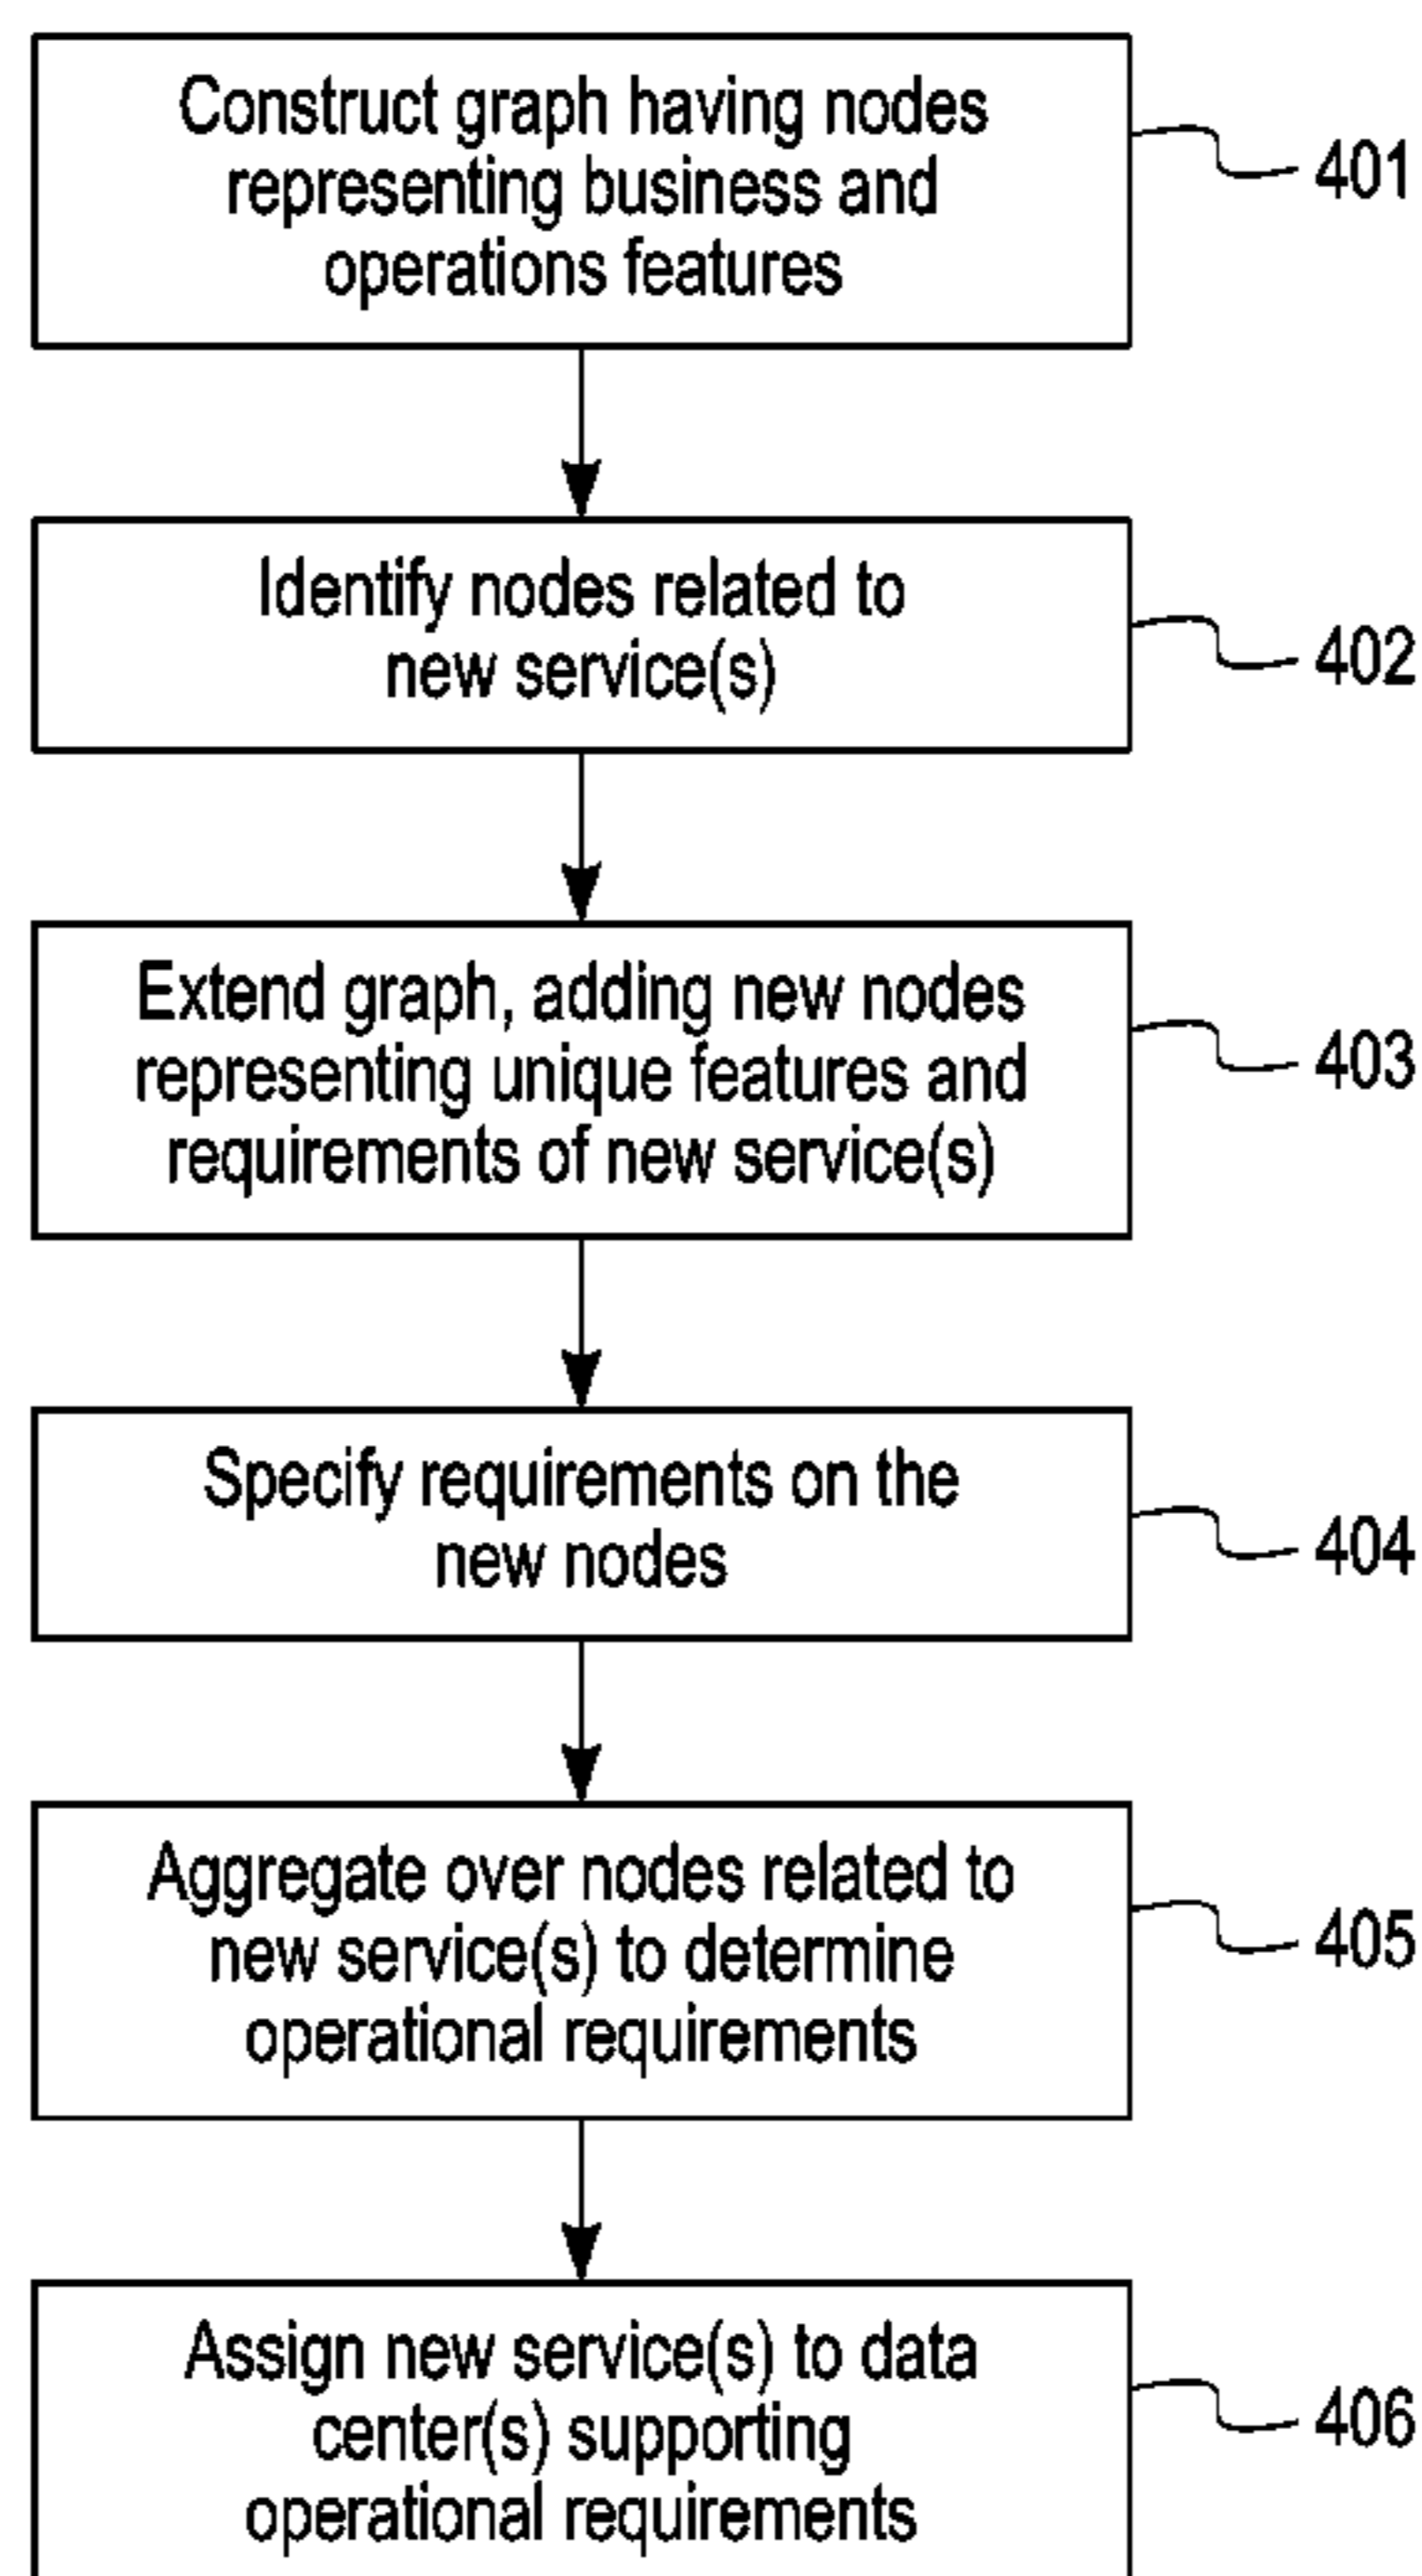 Construct graph having nodes
representing business and
operations features
401
Identify nodes related to
new service(s)
402
Extend graph, adding new nodes
representing unique features and
requirements of new service(s)
403
Specify requirements on the
new nodes
404
Aggregate over nodes related to
new service(s) to determine
operational requirements
405
Assign new service(s) to data
center(s) supporting
operational requirements
406